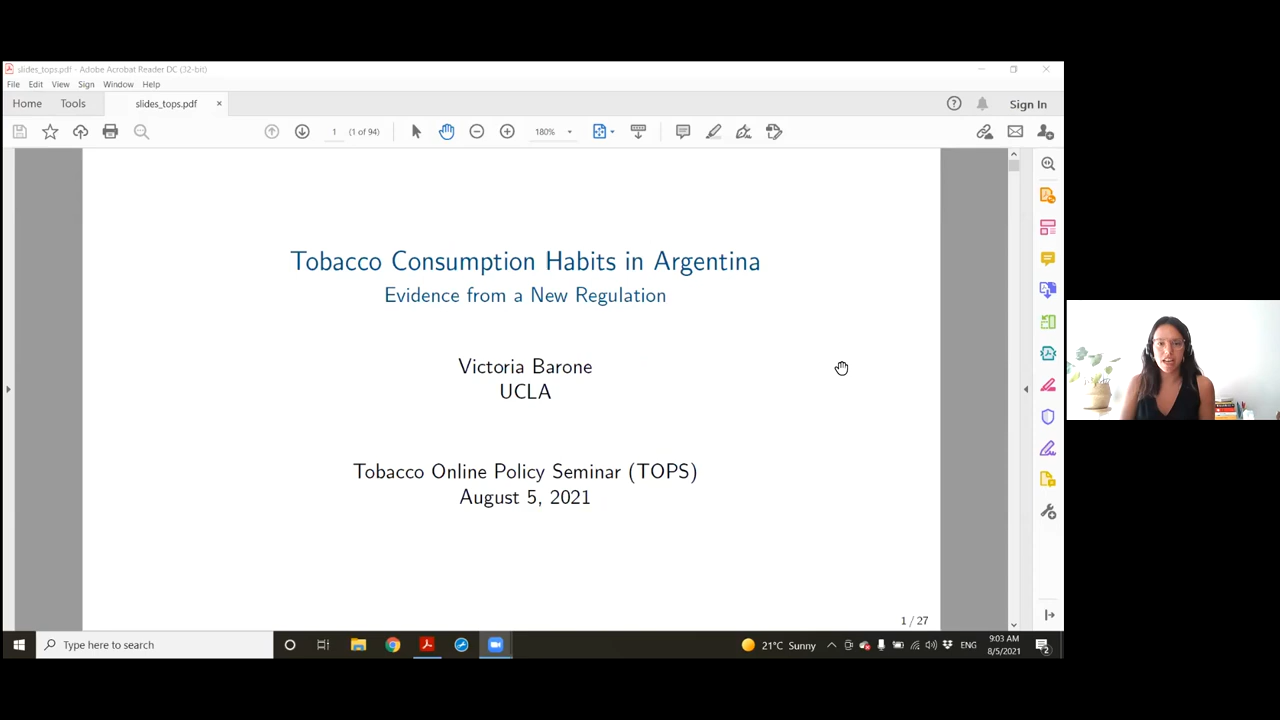 slides_tops.pdf - Adobe Acrobat Reader DC (32-bit)
File Edit View Sign Window Help
Home Tools slides_tops.pdf × Sign In
1 (1 of 94) 180%
Tobacco Consumption Habits in Argentina
Evidence from a New Regulation
Victoria Barone
UCLA
Tobacco Online Policy Seminar (TOPS)
August 5, 2021
1 / 27
Type here to search
21°C Sunny
ENG
9:03 AM
8/5/2021
2